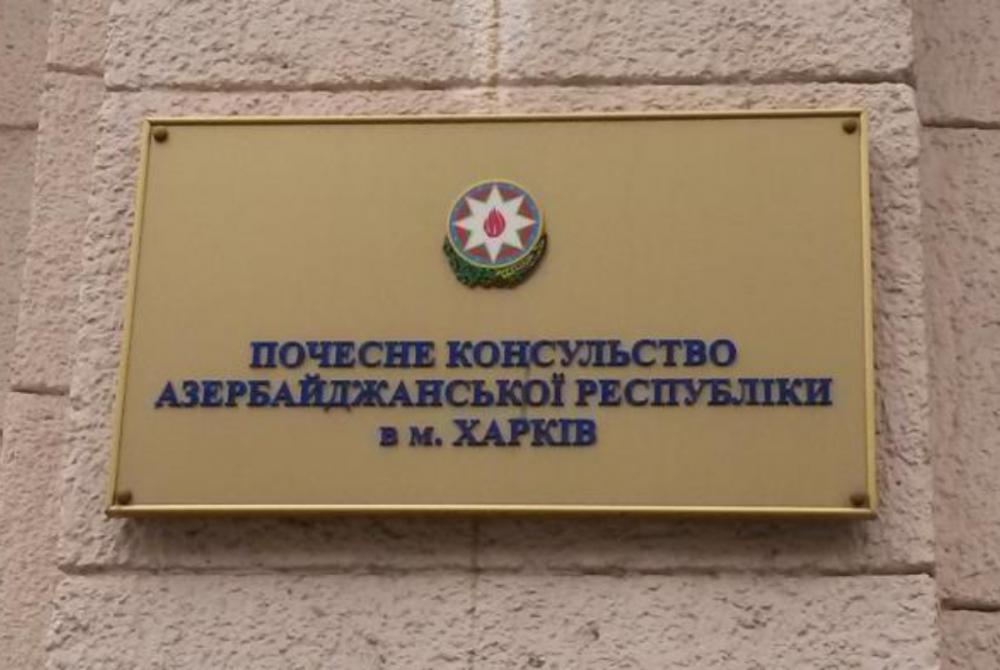 ПОЧЕСНЕ КОНСУЛЬСТВО
АЗЕРБАЙДЖАНСЬКОЇ РЕСПУБЛІКИ
в м. ХАРКІВ